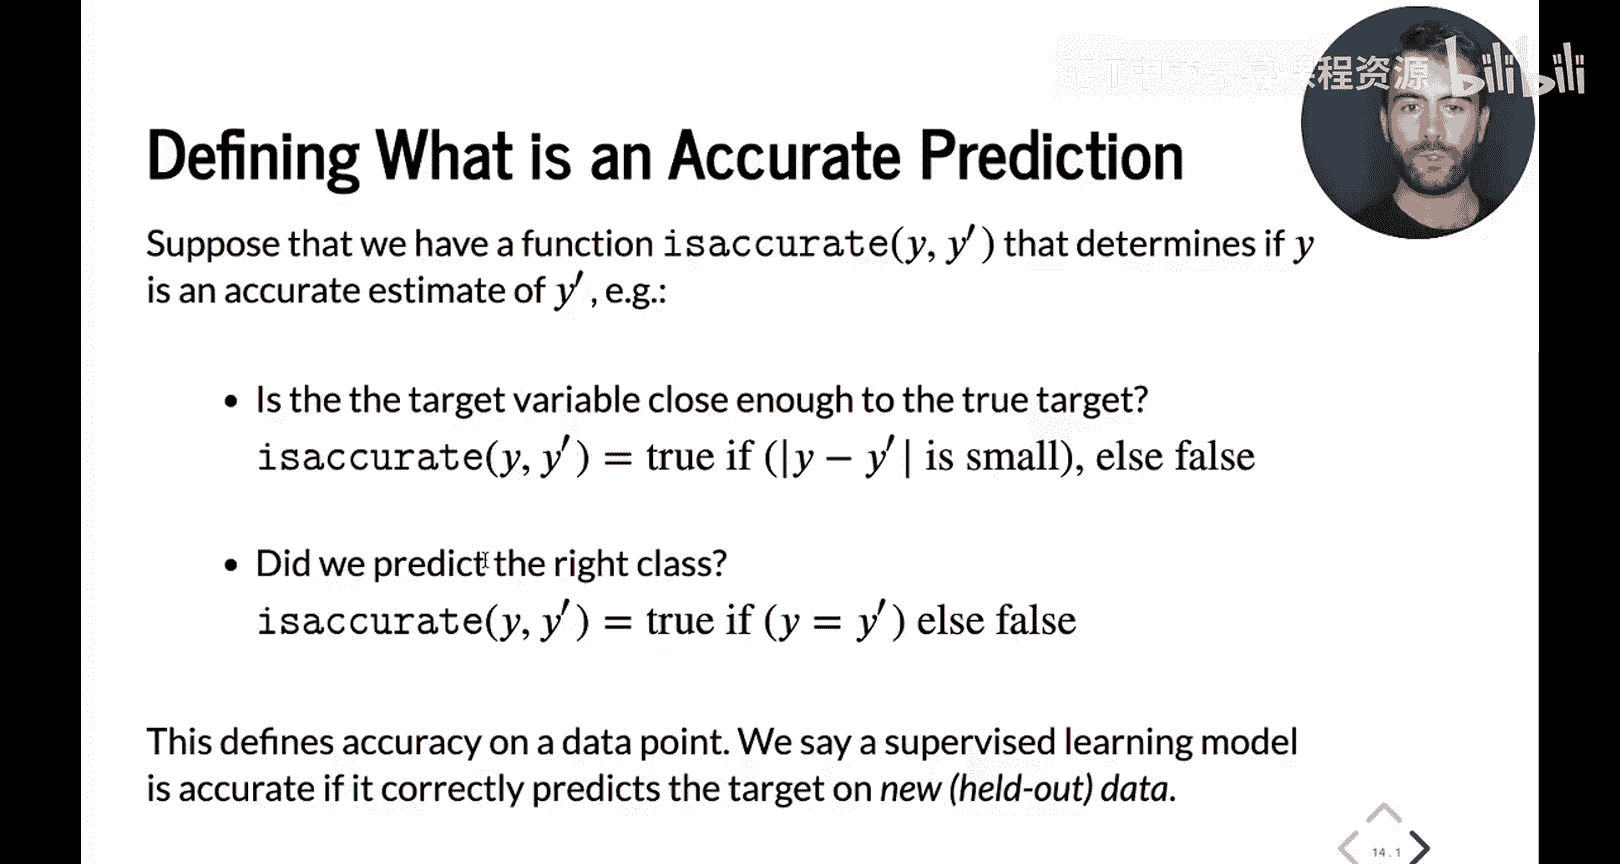 程资源 bilibili
Defining What is an Accurate Prediction
Suppose that we have a function isaccurate(y, y′) that determines if y
is an accurate estimate of y′, e.g.:
• Is the the target variable close enough to the true target?
isaccurate(y, y′) = true if (|y − y′| is small), else false
• Did we predict the right class?
isaccurate(y, y′) = true if (y = y′) else false
This defines accuracy on a data point. We say a supervised learning model
is accurate if it correctly predicts the target on new (held-out) data.
14.1